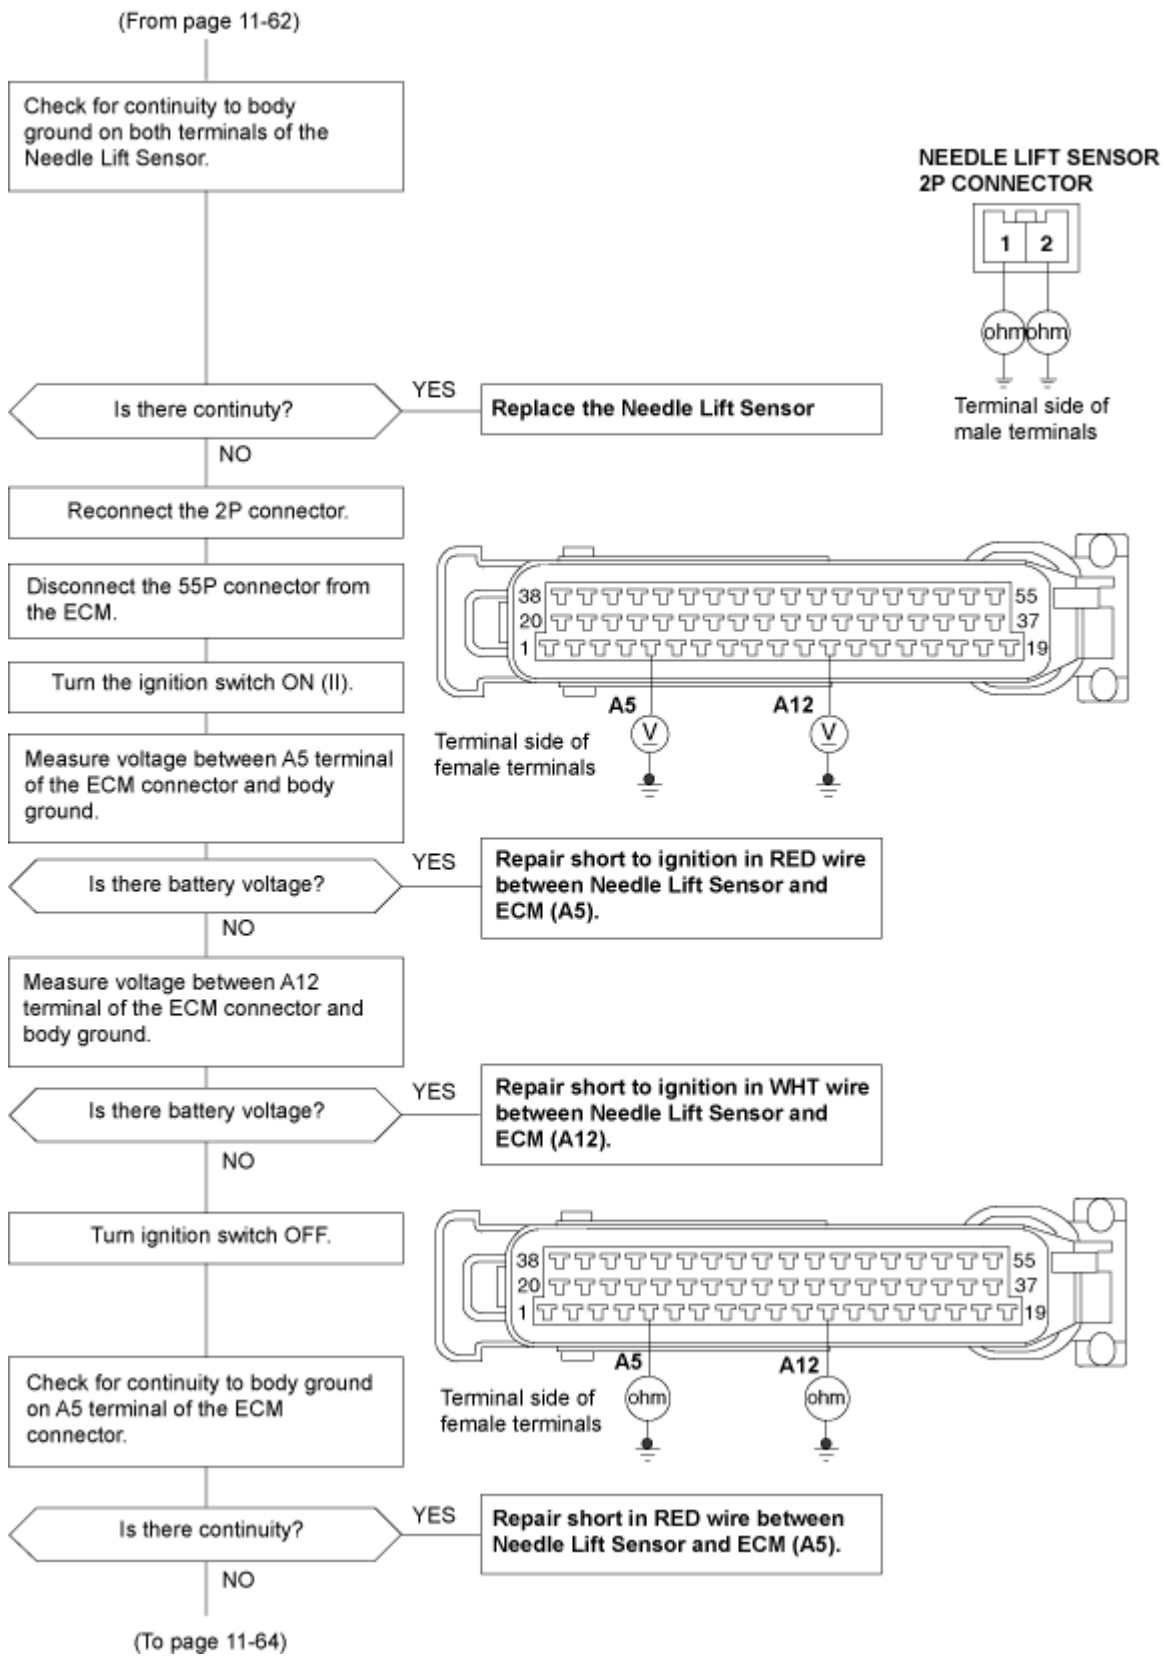 (From page 11-62)
Check for continuity to body
ground on both terminals of the
Needle Lift Sensor.
NEEDLE LIFT SENSOR
2P CONNECTOR
1 2
ohm ohm
Terminal side of
male terminals
Is there continuty?
YES
Replace the Needle Lift Sensor
NO
Reconnect the 2P connector.
Disconnect the 55P connector from
the ECM.
38 55
20 37
1 19
Turn the ignition switch ON (II).
A5 A12
V V
Terminal side of
female terminals
Measure voltage between A5 terminal
of the ECM connector and body
ground.
Is there battery voltage?
YES
Repair short to ignition in RED wire
between Needle Lift Sensor and
ECM (A5).
NO
Measure voltage between A12
terminal of the ECM connector and
body ground.
Is there battery voltage?
YES
Repair short to ignition in WHT wire
between Needle Lift Sensor and
ECM (A12).
NO
Turn ignition switch OFF.
38 55
20 37
1 19
A5 A12
ohm ohm
Terminal side of
female terminals
Check for continuity to body ground
on A5 terminal of the ECM
connector.
Is there continuity?
YES
Repair short in RED wire between
Needle Lift Sensor and ECM (A5).
NO
(To page 11-64)